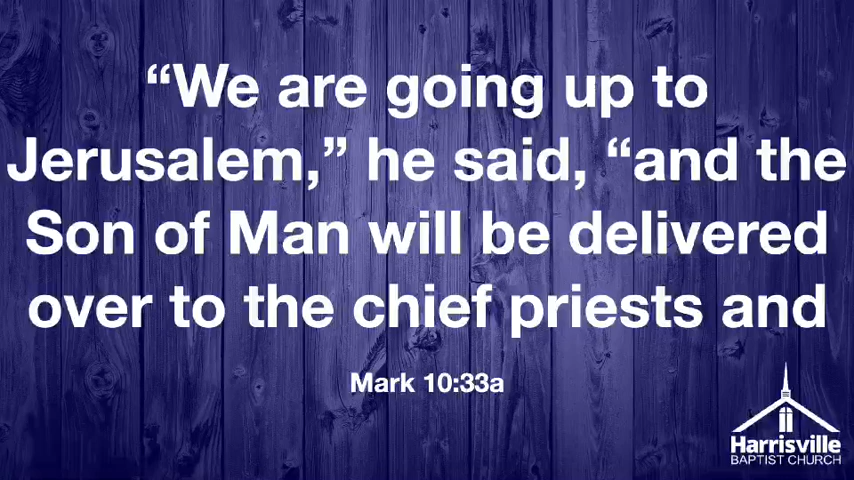 “We are going up to
Jerusalem,” he said, “and the
Son of Man will be delivered
over to the chief priests and
Mark 10:33a
Harrisville
BAPTIST CHURCH